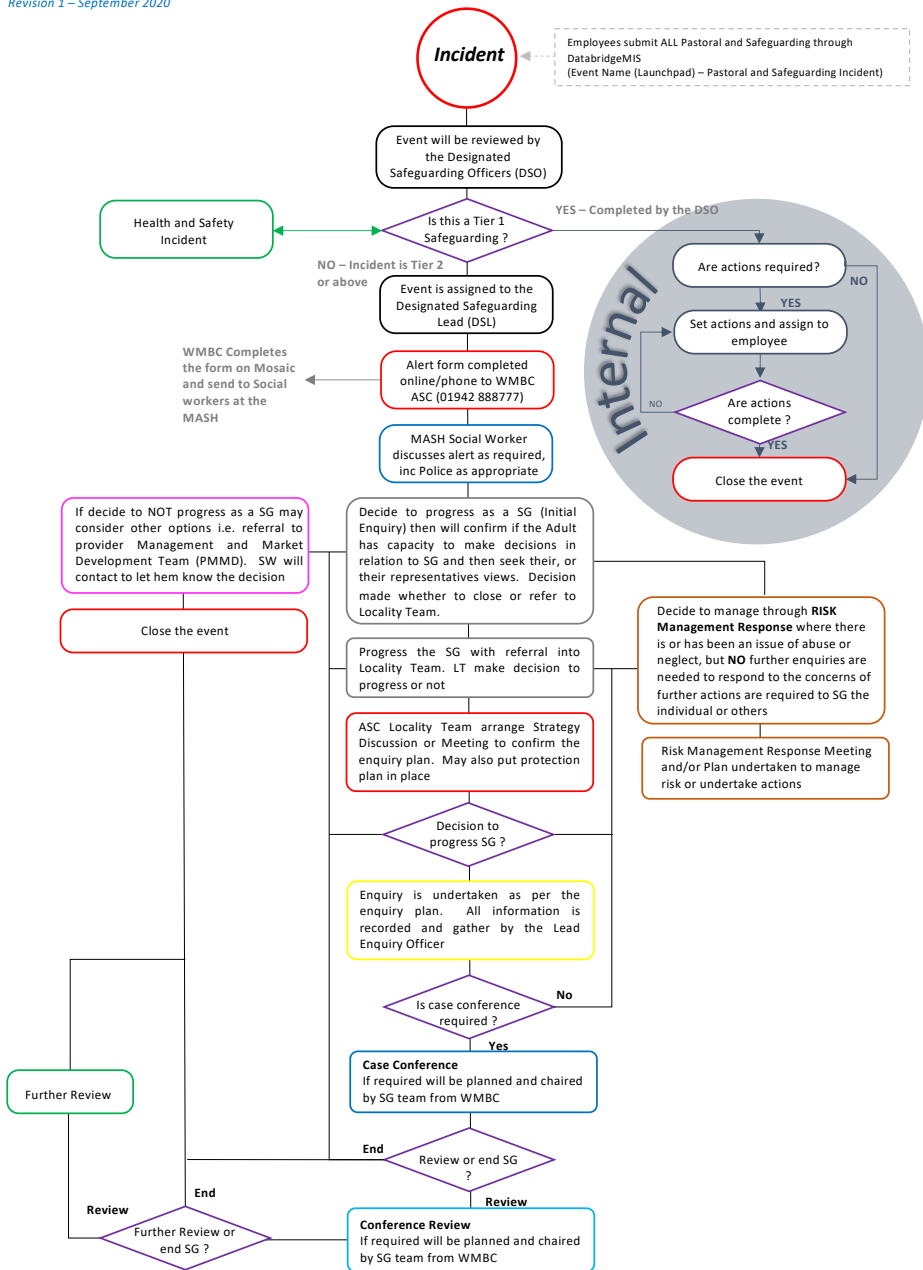 Revision 1 – September 2020
Incident
Employees submit ALL Pastoral and Safeguarding through
DatabridgeMIS
(Event Name (Launchpad) – Pastoral and Safeguarding Incident)
Event will be reviewed by
the Designated
Safeguarding Officers (DSO)
Health and Safety
Incident
Is this a Tier 1
Safeguarding ?
YES – Completed by the DSO
NO – Incident is Tier 2
or above
Internal
Are actions required?
NO
YES
Set actions and assign to
employee
NO
Are actions
complete ?
YES
Close the event
Event is assigned to the
Designated Safeguarding
Lead (DSL)
WMBC Completes
the form on Mosaic
and send to Social
workers at the
MASH
Alert form completed
online/phone to WMBC
ASC (01942 888777)
MASH Social Worker
discusses alert as required,
inc Police as appropriate
If decide to NOT progress as a SG may
consider other options i.e. referral to
provider Management and Market
Development Team (PMMD). SW will
contact to let hem know the decision
Close the event
Decide to progress as a SG (Initial
Enquiry) then will confirm if the Adult
has capacity to make decisions in
relation to SG and then seek their, or
their representatives views. Decision
made whether to close or refer to
Locality Team.
Progress the SG with referral into
Locality Team. LT make decision to
progress or not
Decide to manage through RISK
Management Response where there
is or has been an issue of abuse or
neglect, but NO further enquiries are
needed to respond to the concerns of
further actions are required to SG the
individual or others
Risk Management Response Meeting
and/or Plan undertaken to manage
risk or undertake actions
ASC Locality Team arrange Strategy
Discussion or Meeting to confirm the
enquiry plan. May also put protection
plan in place
Decision to
progress SG ?
Enquiry is undertaken as per the
enquiry plan. All information is
recorded and gather by the Lead
Enquiry Officer
Is case conference
required ?
No
Yes
Case Conference
If required will be planned and chaired
by SG team from WMBC
Further Review
End
Review or end SG
?
Review
End
Review
Further Review or
end SG ?
Conference Review
If required will be planned and chaired
by SG team from WMBC